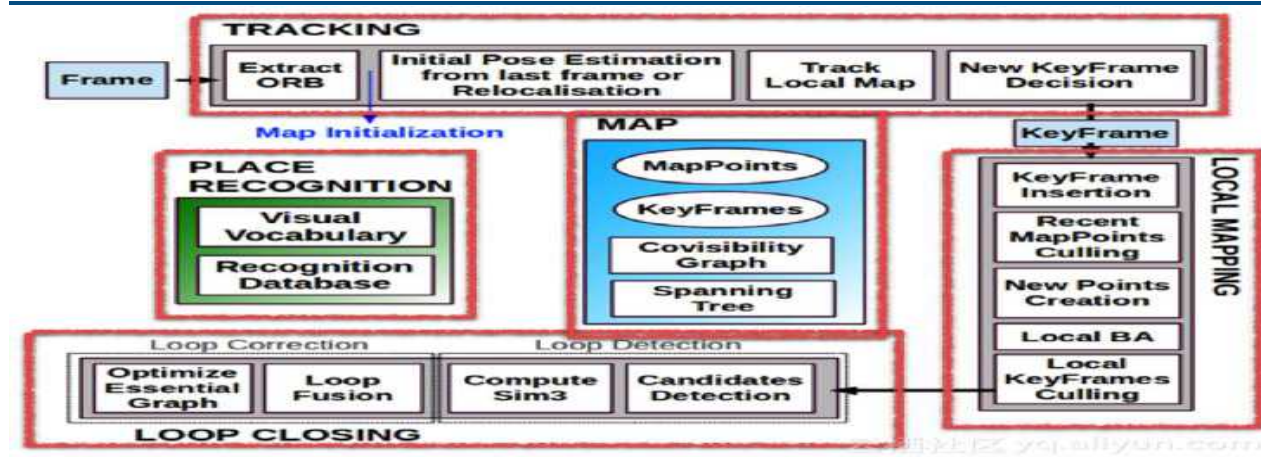 TRACKING
Frame
Extract
ORB
Initial Pose Estimation
from last frame or
Relocalisation
Track
Local Map
New KeyFrame
Decision
Map Initialization
MAP
KeyFrame
PLACE
RECOGNITION
Visual
Vocabulary
Recognition
Database
MapPoints
KeyFrames
Covisibility
Graph
Spanning
Tree
LOCAL MAPPING
KeyFrame
Insertion
Recent
MapPoints
Culling
New Points
Creation
Local BA
Local
KeyFrames
Culling
Loop Correction
Loop Detection
Optimize
Essential
Graph
Loop
Fusion
Compute
Sim3
Candidates
Detection
LOOP CLOSING
yq.aliyun.com